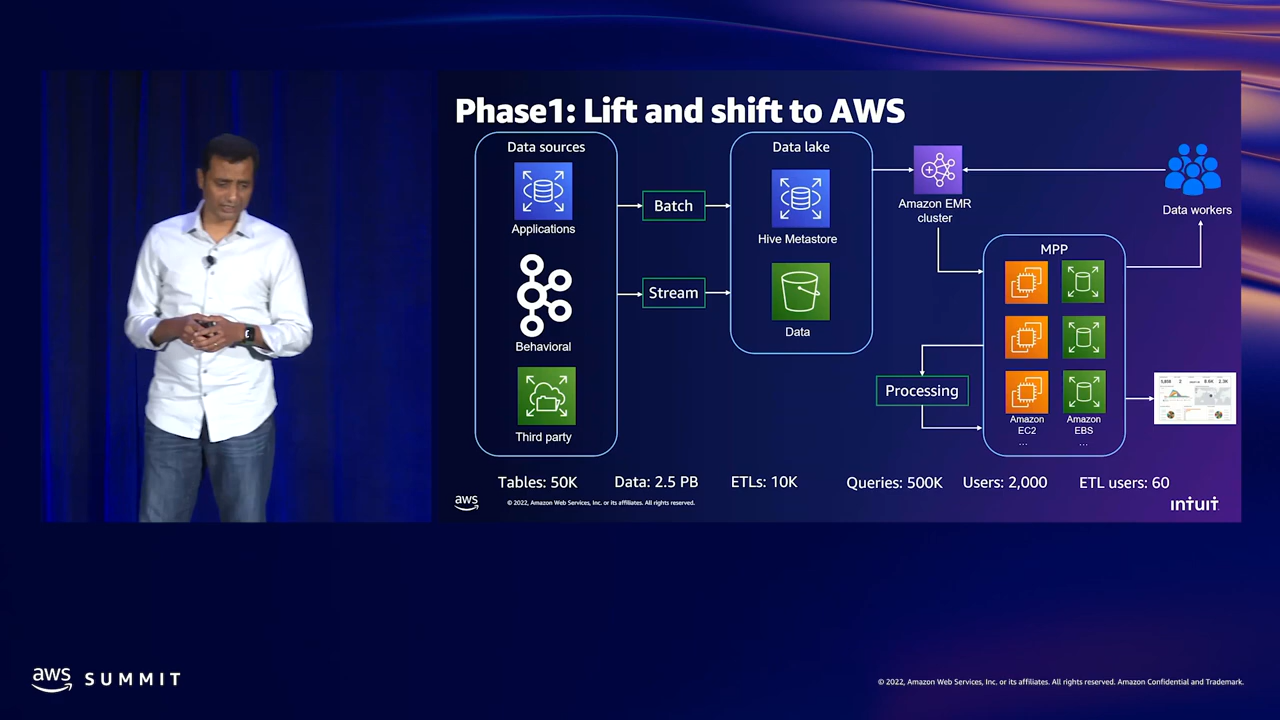 Phase1: Lift and shift to AWS
Data sources
Applications
Behavioral
Third party
Batch
Stream
Data lake
Hive Metastore
Data
Amazon EMR
cluster
Data workers
MPP
Amazon
EC2
...
Amazon
EBS
...
Processing
Tables: 50K
Data: 2.5 PB
ETLs: 10K
Queries: 500K
Users: 2,000
ETL users: 60
aws
© 2022, Amazon Web Services, Inc. or its affiliates. All rights reserved.
INTUIT
aws SUMMIT
© 2022, Amazon Web Services, Inc. or its affiliates. All rights reserved. Amazon Confidential and Trademark.